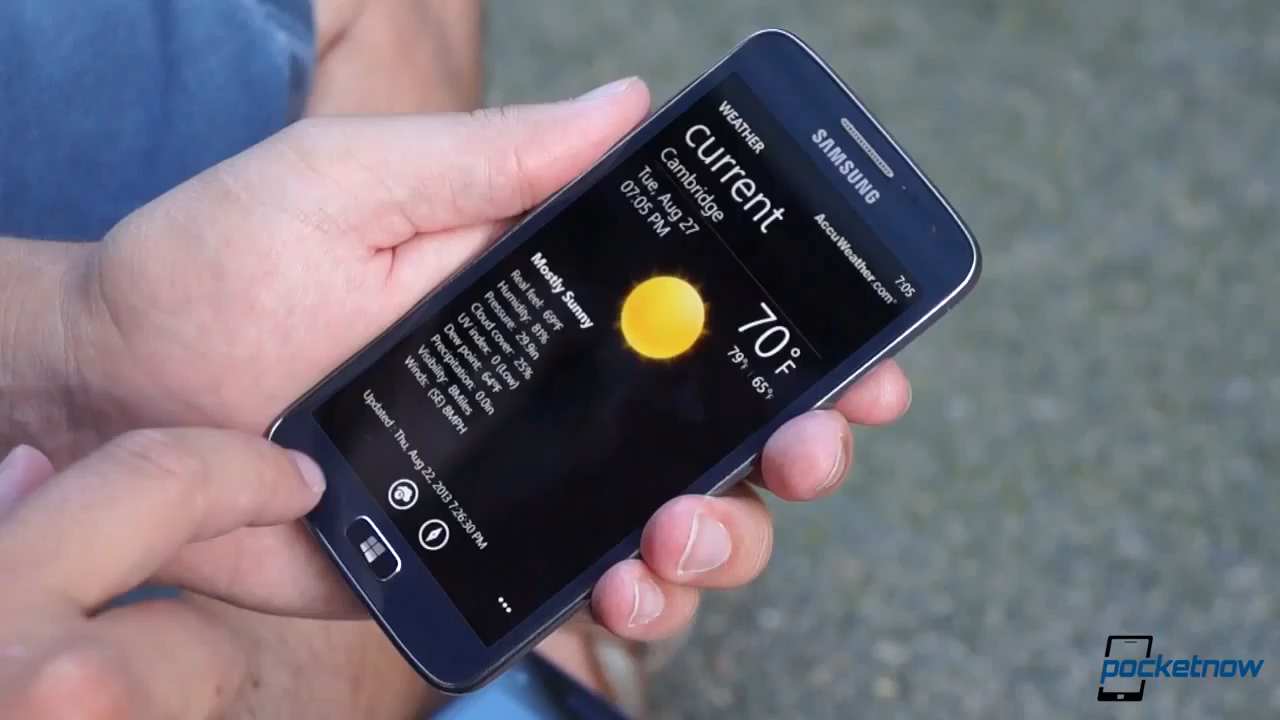 SAMSUNG
7:05
WEATHER
AccuWeather.com®
current
Cambridge
Tue, Aug 27
07:05 PM
70°F
79°F | 65°F
Mostly Sunny
Real feel: 69°F
Humidity: 81%
Pressure: 29.9in
Cloud cover: 25%
UV index: 0 (Low)
Dew point: 64°F
Precipitation: 0.0in
Visibility: 8Miles
Winds: (SE) 8MPH
Updated : Thu, Aug 22, 2013 7:26:30 PM
pocketnow